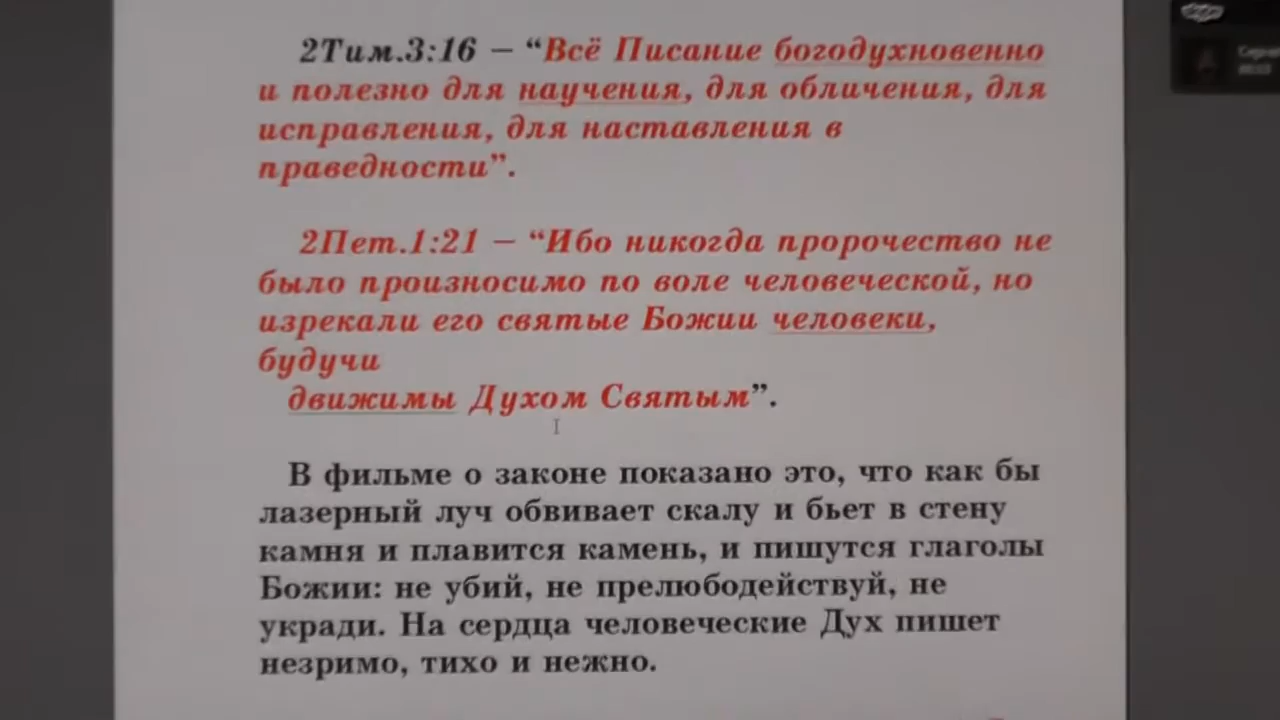 2Тим.3:16 – “Всё Писание богодухновенно
и полезно для научения, для обличения, для
исправления, для наставления в
праведности”.
2Пет.1:21 – “Ибо никогда пророчество не
было произносимо по воле человеческой, но
изрекали его святые Божии человеки,
будучи
движимы Духом Святым”.
В фильме о законе показано это, что как бы
лазерный луч обвивает скалу и бьет в стену
камня и плавится камень, и пишутся глаголы
Божии: не убий, не прелюбодействуй, не
укради. На сердца человеческие Дух пишет
незримо, тихо и нежно.